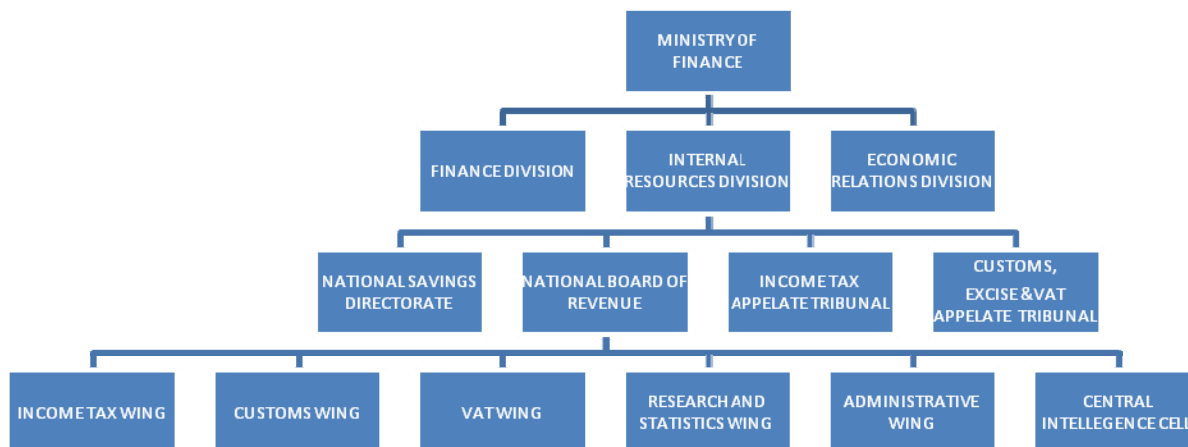 MINISTRY OF
FINANCE
FINANCE DIVISION
INTERNAL
RESOURCES DIVISION
ECONOMIC
RELATIONS DIVISION
NATIONAL SAVINGS
DIRECTORATE
NATIONAL BOARD OF
REVENUE
INCOME TAX
APPELATE TRIBUNAL
CUSTOMS,
EXCISE & VAT
APPELATE TRIBUNAL
INCOME TAX WING
CUSTOMS WING
VAT WING
RESEARCH AND
STATISTICS WING
ADMINISTRATIVE
WING
CENTRAL
INTELLEGENCE CELL